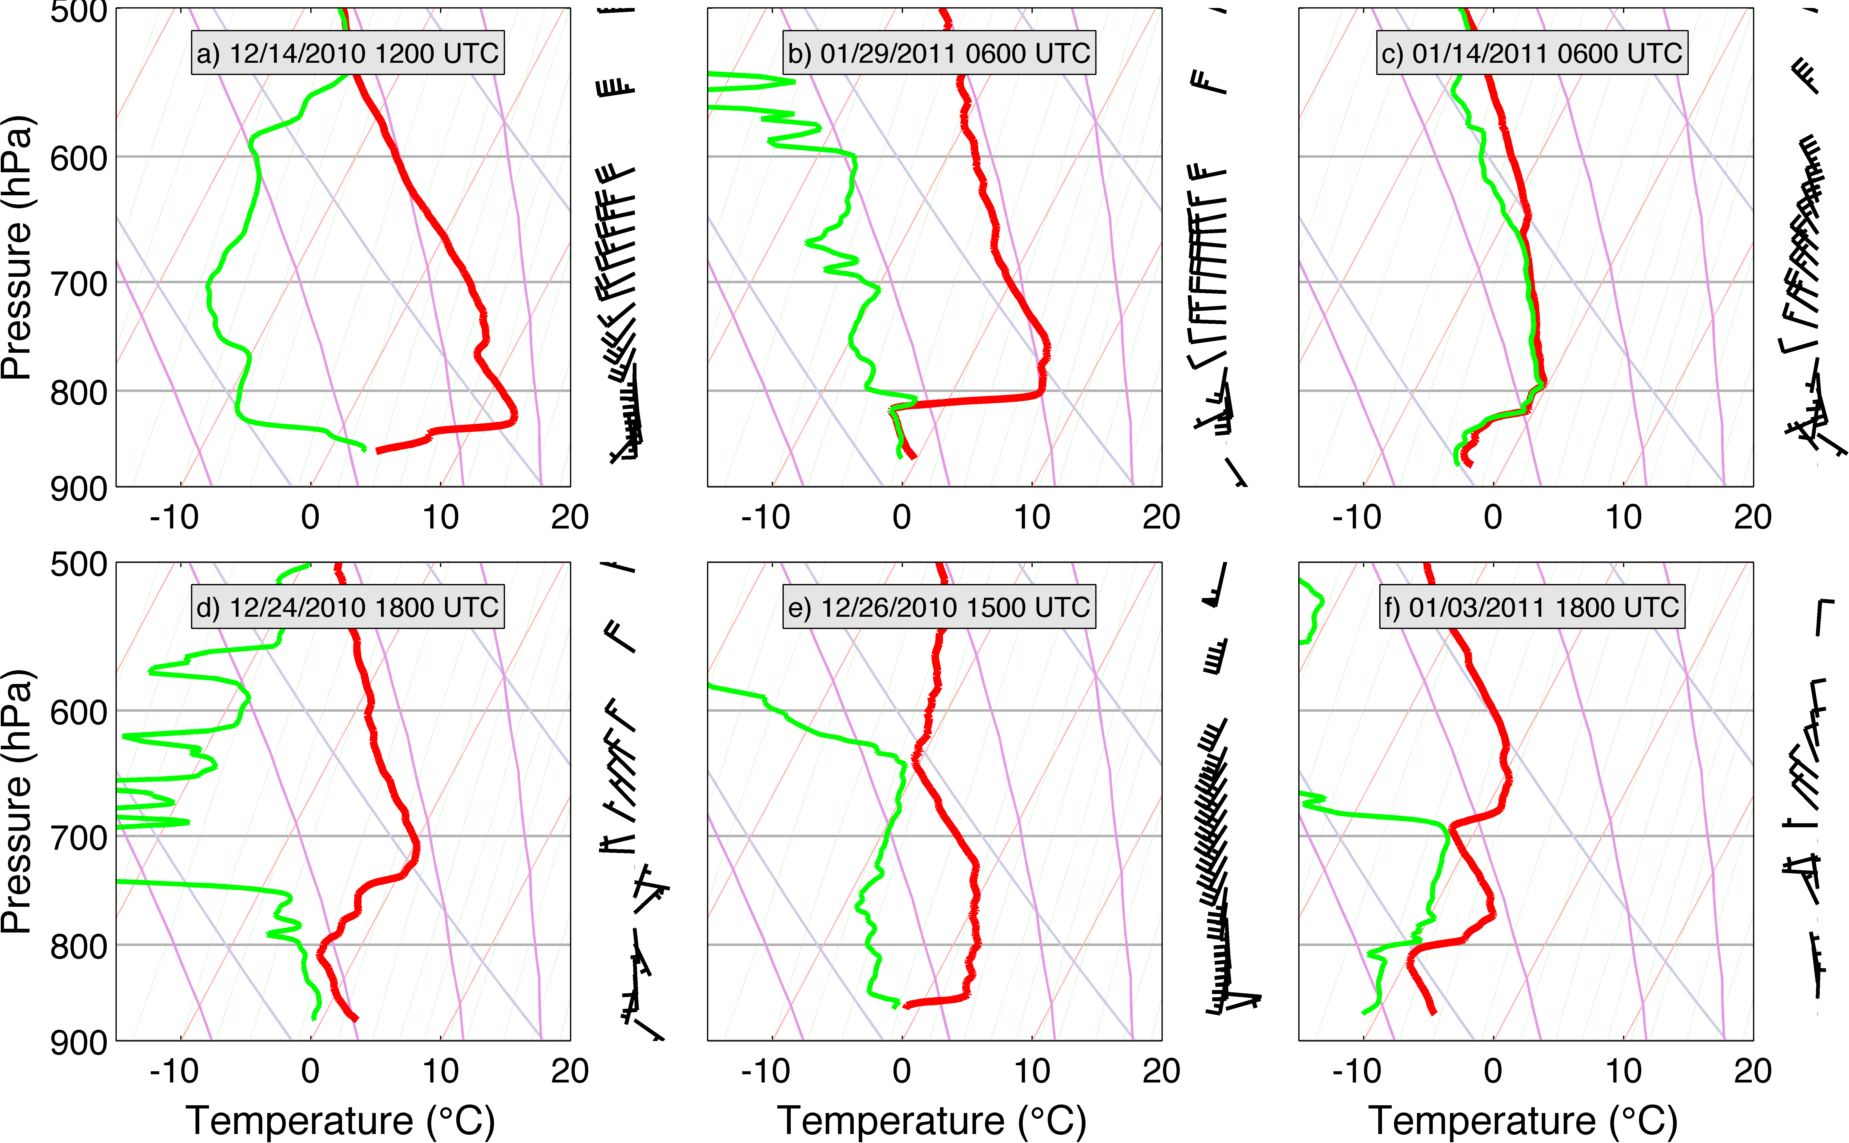 500
600
700
800
900
Pressure (hPa)
a) 12/14/2010 1200 UTC
b) 01/29/2011 0600 UTC
c) 01/14/2011 0600 UTC
-10 0 10 20
-10 0 10 20
-10 0 10 20
500
600
700
800
900
Pressure (hPa)
d) 12/24/2010 1800 UTC
e) 12/26/2010 1500 UTC
f) 01/03/2011 1800 UTC
-10 0 10 20
-10 0 10 20
-10 0 10 20
Temperature (°C)
Temperature (°C)
Temperature (°C)